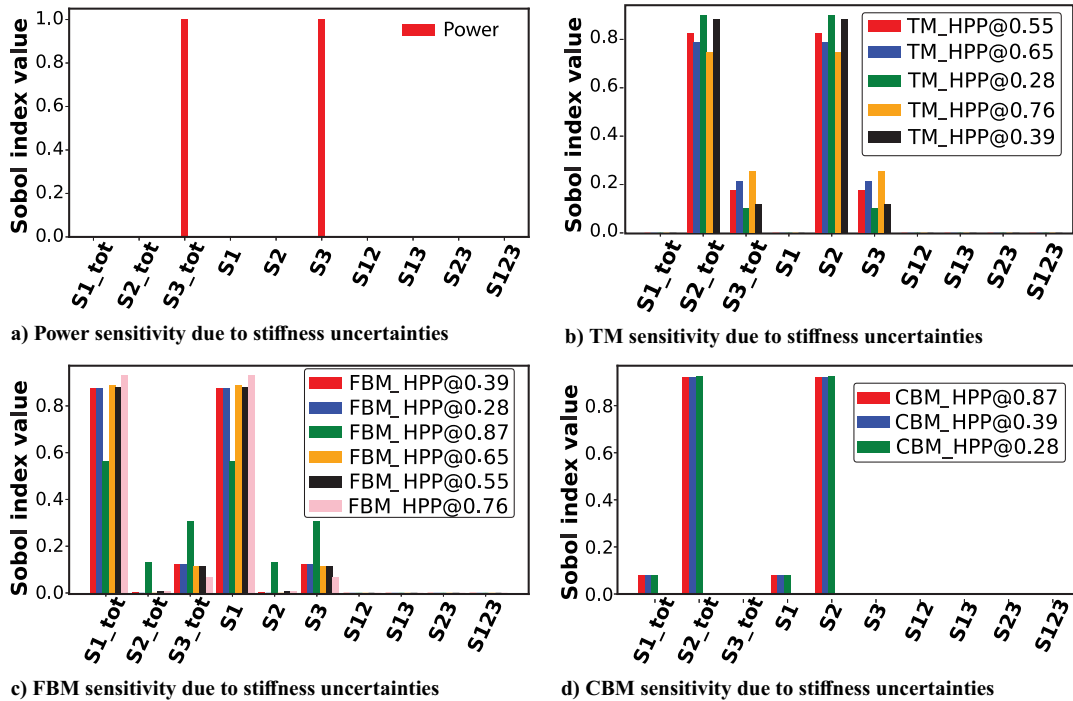 Sobol index value
1.0
0.8
0.6
0.4
0.2
0.0
Power
S1_tot
S2_tot
S3_tot
S1
S2
S3
S12
S13
S23
S123
a) Power sensitivity due to stiffness uncertainties
Sobol index value
0.8
0.6
0.4
0.2
0.0
TM_HPP@0.55
TM_HPP@0.65
TM_HPP@0.28
TM_HPP@0.76
TM_HPP@0.39
S1_tot
S2_tot
S3_tot
S1
S2
S3
S12
S13
S23
S123
b) TM sensitivity due to stiffness uncertainties
Sobol index value
0.8
0.6
0.4
0.2
0.0
FBM_HPP@0.39
FBM_HPP@0.28
FBM_HPP@0.87
FBM_HPP@0.65
FBM_HPP@0.55
FBM_HPP@0.76
S1_tot
S2_tot
S3_tot
S1
S2
S3
S12
S13
S23
S123
c) FBM sensitivity due to stiffness uncertainties
Sobol index value
0.8
0.6
0.4
0.2
0.0
CBM_HPP@0.87
CBM_HPP@0.39
CBM_HPP@0.28
S1_tot
S2_tot
S3_tot
S1
S2
S3
S12
S13
S23
S123
d) CBM sensitivity due to stiffness uncertainties